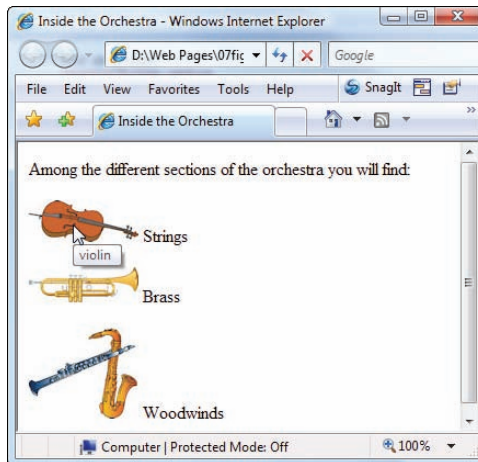 Inside the Orchestra - Windows Internet Explorer
D:\Web Pages\07fig
Google
File Edit View Favorites Tools Help
SnagIt
Inside the Orchestra
»
Among the different sections of the orchestra you will find:
Strings
violin
Brass
Woodwinds
Computer | Protected Mode: Off
100%